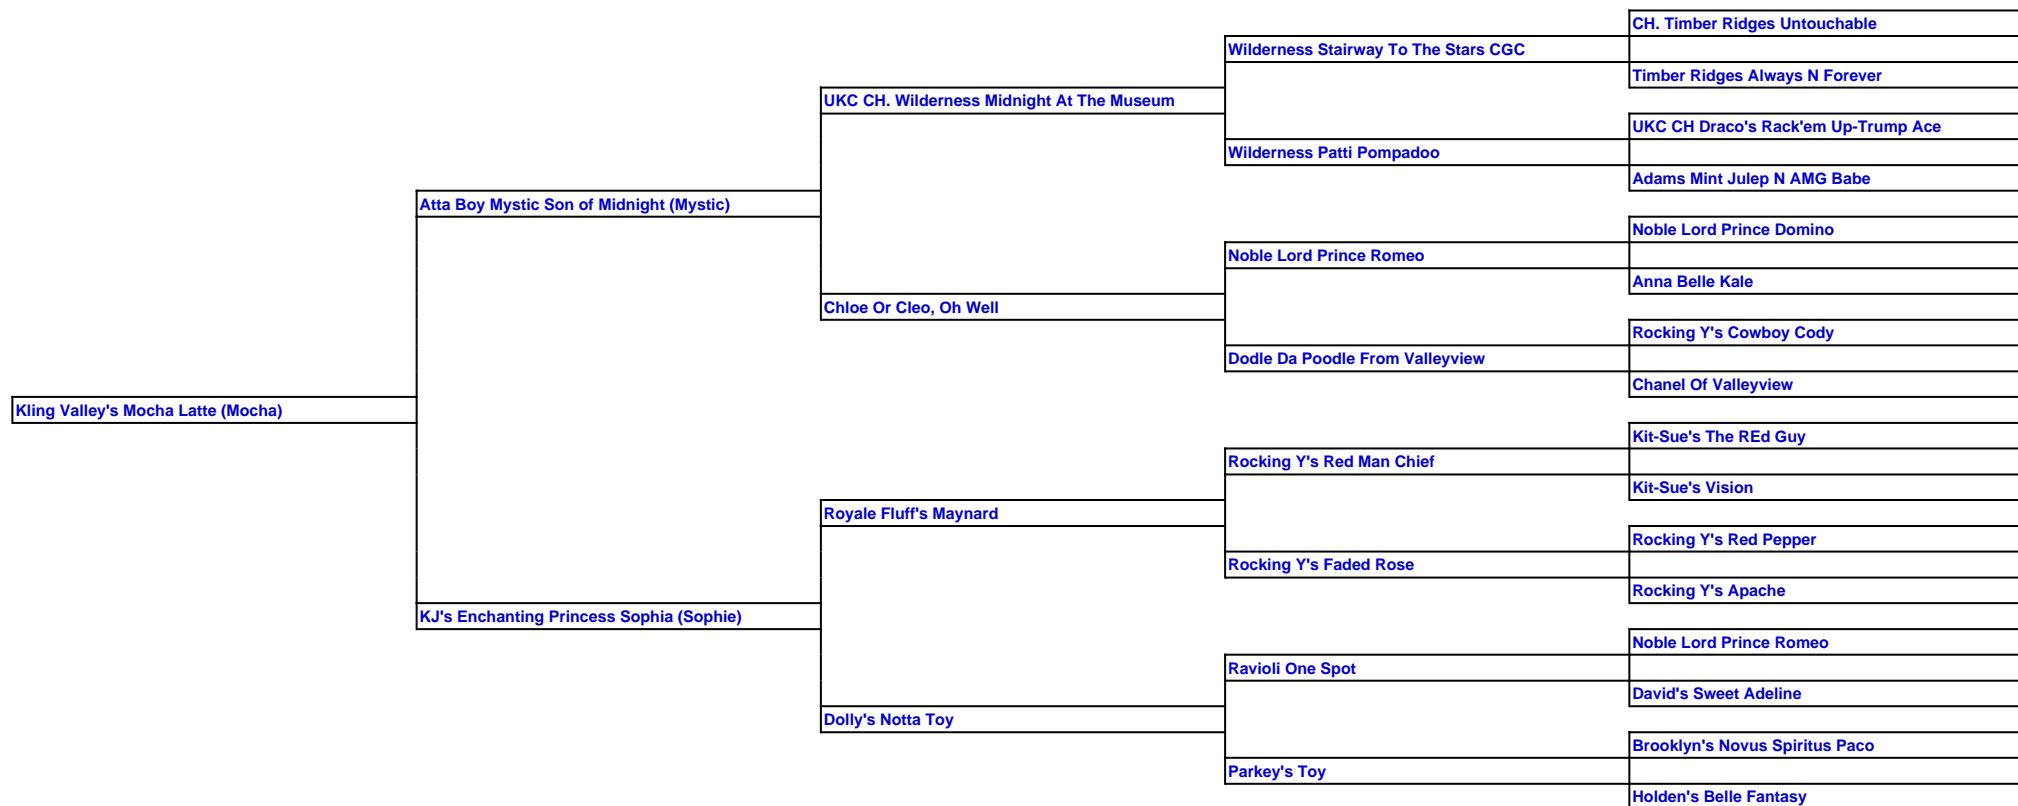 CH. Timber Ridges Untouchable
Wilderness Stairway To The Stars CGC
Timber Ridges Always N Forever
UKC CH. Wilderness Midnight At The Museum
UKC CH Draco's Rack'em Up-Trump Ace
Wilderness Patti Pompadoo
Adams Mint Julep N AMG Babe
Atta Boy Mystic Son of Midnight (Mystic)
Noble Lord Prince Domino
Noble Lord Prince Romeo
Anna Belle Kale
Chloe Or Cleo, Oh Well
Rocking Y's Cowboy Cody
Dodle Da Poodle From Valleyview
Chanel Of Valleyview
Kling Valley's Mocha Latte (Mocha)
Kit-Sue's The REd Guy
Rocking Y's Red Man Chief
Kit-Sue's Vision
Royale Fluff's Maynard
Rocking Y's Red Pepper
Rocking Y's Faded Rose
Rocking Y's Apache
KJ's Enchanting Princess Sophia (Sophie)
Noble Lord Prince Romeo
Ravioli One Spot
David's Sweet Adeline
Dolly's Notta Toy
Brooklyn's Novus Spiritus Paco
Parkey's Toy
Holden's Belle Fantasy